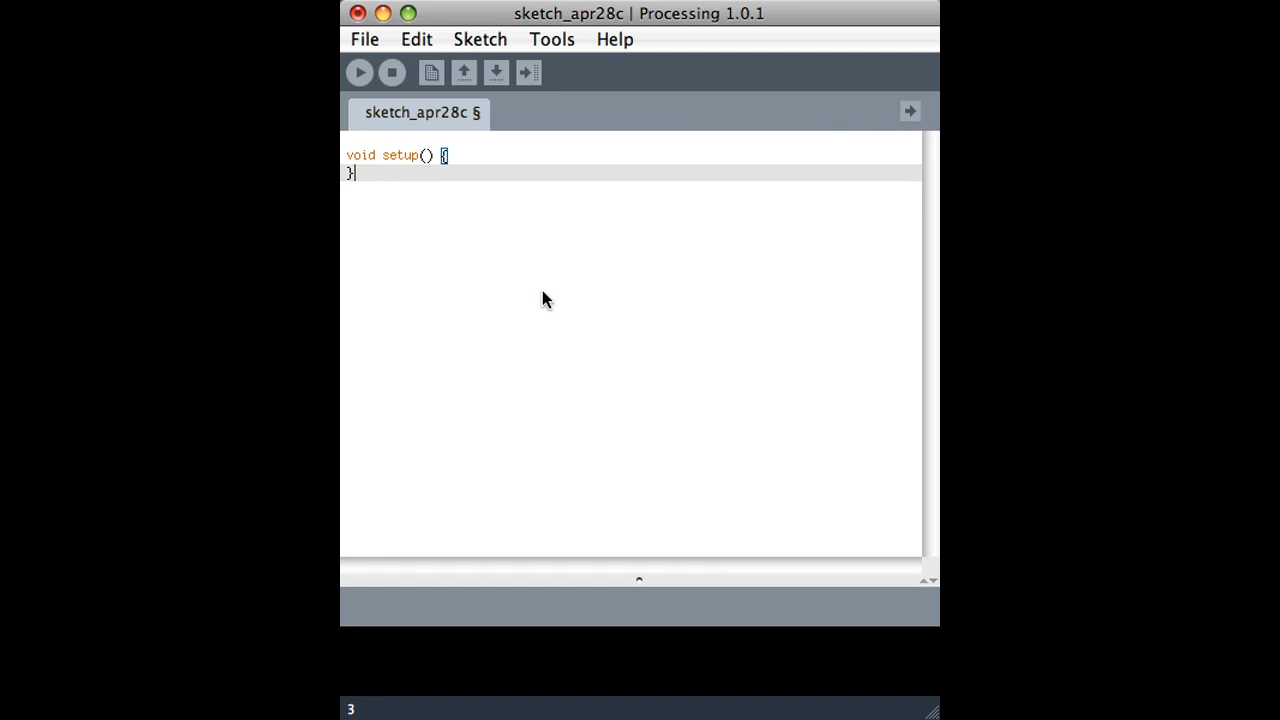 sketch_apr28c | Processing 1.0.1
File Edit Sketch Tools Help
sketch_apr28c §
void setup() {
}
3